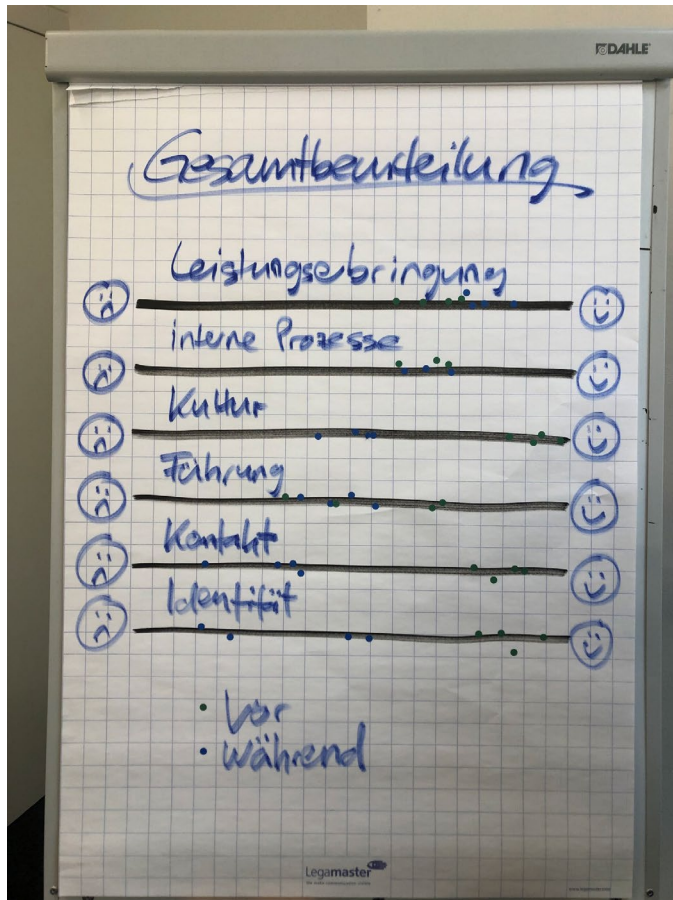 DAHLE
Gesamtbeurteilung
Leistungserbringung
interne Prozesse
Kultur
Führung
Kontakt
Identität
• Vor
• während
Legamaster